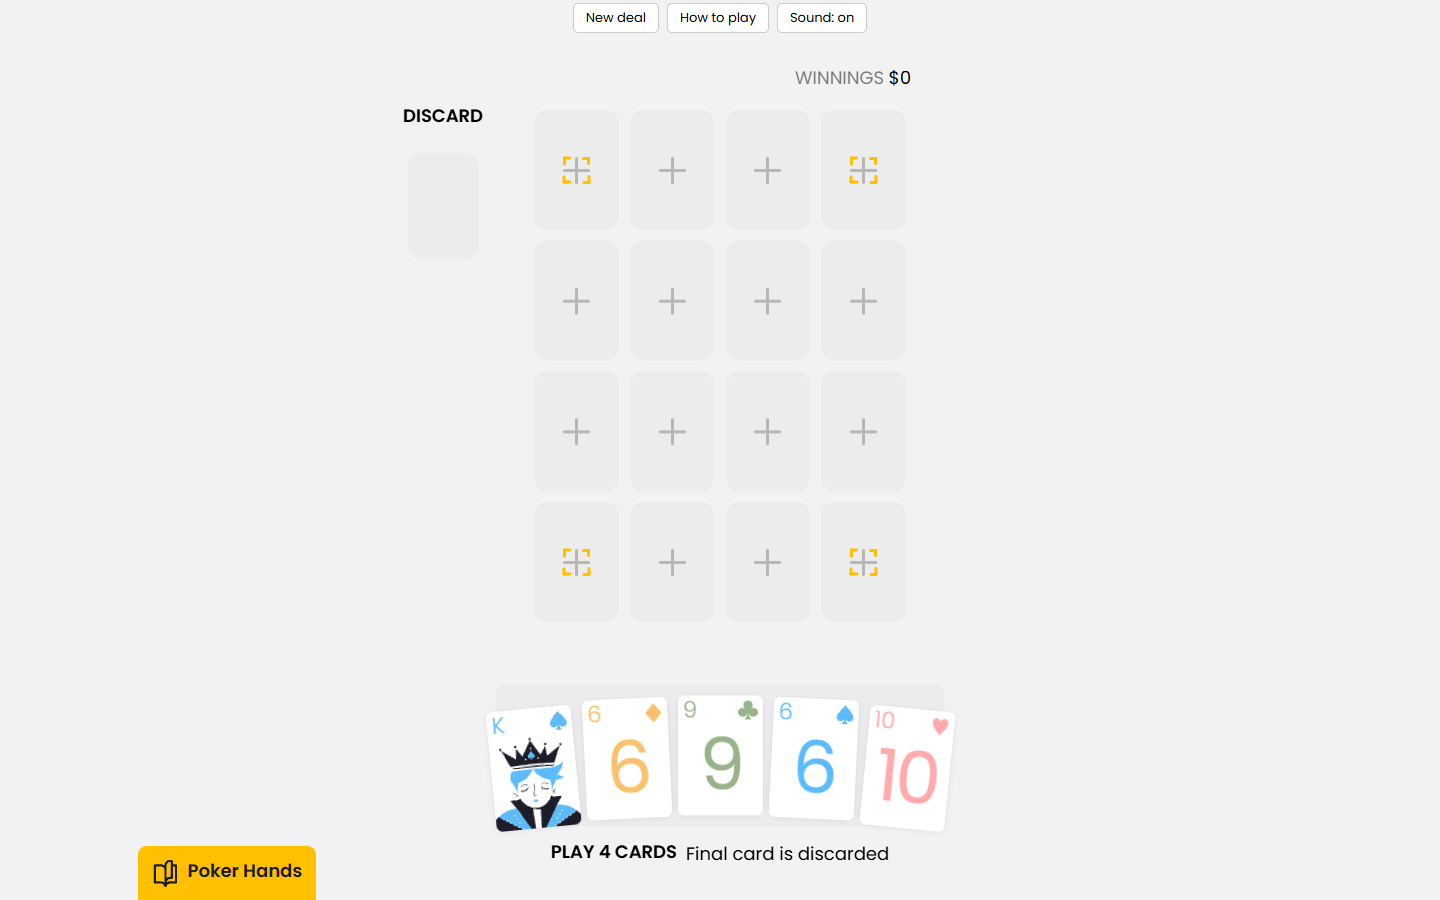 New deal
How to play
Sound: on
WINNINGS $0
DISCARD
K
6
6
9
9
6
6
10
10
PLAY 4 CARDS Final card is discarded
Poker Hands